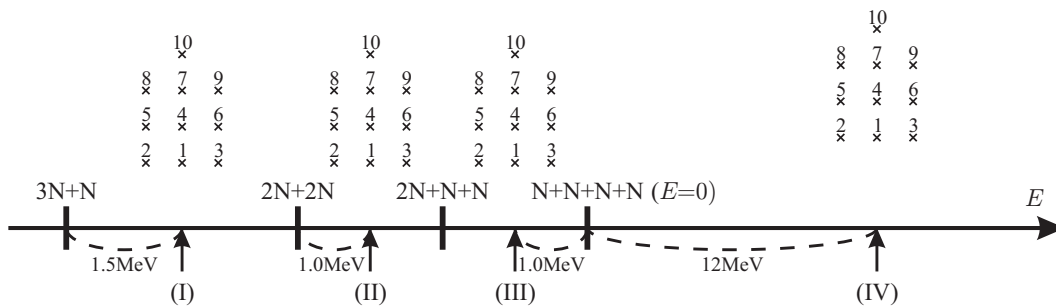 10
10 10 10
8 7 9
8 7 9 8 7 9 8 7 9
5 4 6
5 4 6 5 4 6 5 4 6
2 1 3
2 1 3 2 1 3 2 1 3
3N+N 2N+2N 2N+N+N N+N+N+N (E=0)
E
1.5MeV 1.0MeV 1.0MeV 12MeV
(I) (II) (III) (IV)